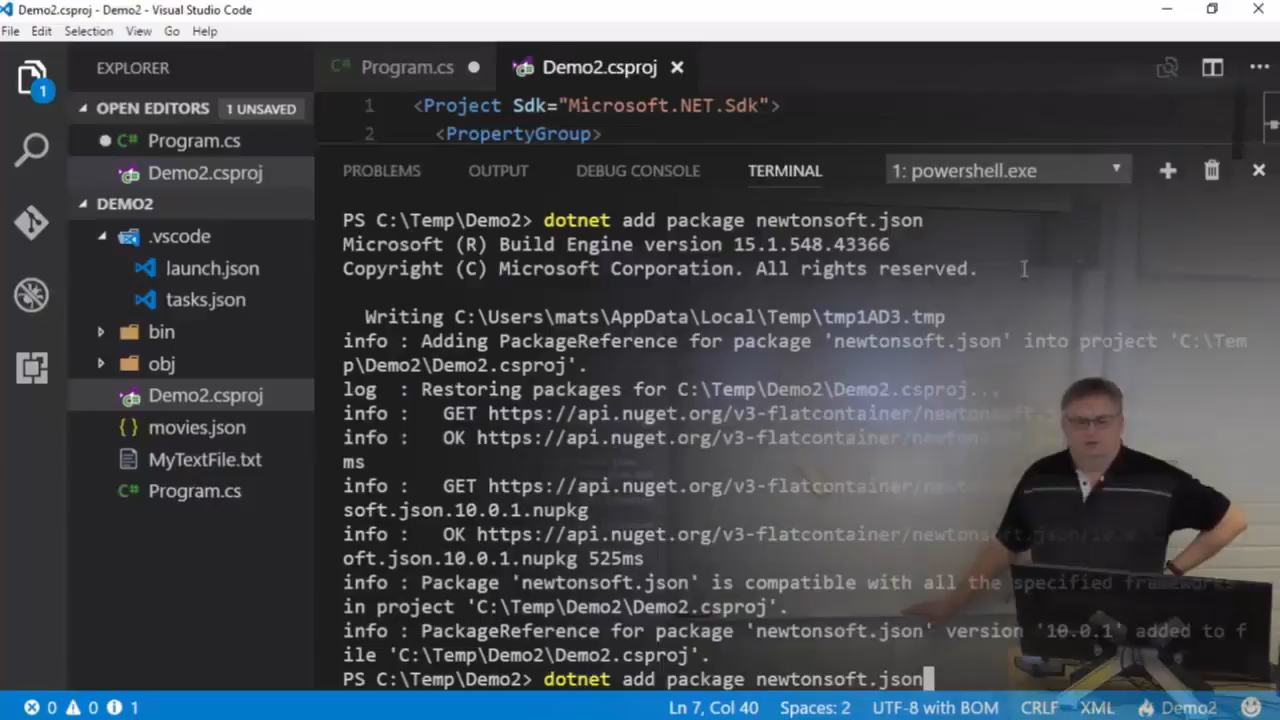 Demo2.csproj - Demo2 - Visual Studio Code
File Edit Selection View Go Help
EXPLORER
OPEN EDITORS 1 UNSAVED
Program.cs
Demo2.csproj
DEMO2
.vscode
launch.json
tasks.json
bin
obj
Demo2.csproj
movies.json
MyTextFile.txt
Program.cs
1
Program.cs Demo2.csproj
1 <Project Sdk="Microsoft.NET.Sdk">
2 <PropertyGroup>
PROBLEMS OUTPUT DEBUG CONSOLE TERMINAL 1: powershell.exe
PS C:\Temp\Demo2> dotnet add package newtonsoft.json
Microsoft (R) Build Engine version 15.1.548.43366
Copyright (C) Microsoft Corporation. All rights reserved.
Writing C:\Users\mats\AppData\Local\Temp\tmp1AD3.tmp
info : Adding PackageReference for package 'newtonsoft.json' into project 'C:\Tem
p\Demo2\Demo2.csproj'.
log : Restoring packages for C:\Temp\Demo2\Demo2.csproj...
info : GET https://api.nuget.org/v3-flatcontainer/newtonsoft
info : OK https://api.nuget.org/v3-flatcontainer/
ms
info : GET https://api.nuget.org/v3-flatcontainer/
soft.json.10.0.1.nupkg
info : OK https://api.nuget.org/v3-flatcontainer/newtonsoft.json/10.0
oft.json.10.0.1.nupkg 525ms
info : Package 'newtonsoft.json' is compatible with all the specified frameworks
in project 'C:\Temp\Demo2\Demo2.csproj'.
info : PackageReference for package 'newtonsoft.json' version '10.0.1' added to f
ile 'C:\Temp\Demo2\Demo2.csproj'.
PS C:\Temp\Demo2> dotnet add package newtonsoft.json
0 0 1 Ln 7, Col 40 Spaces: 2 UTF-8 with BOM CRLF XML Demo2